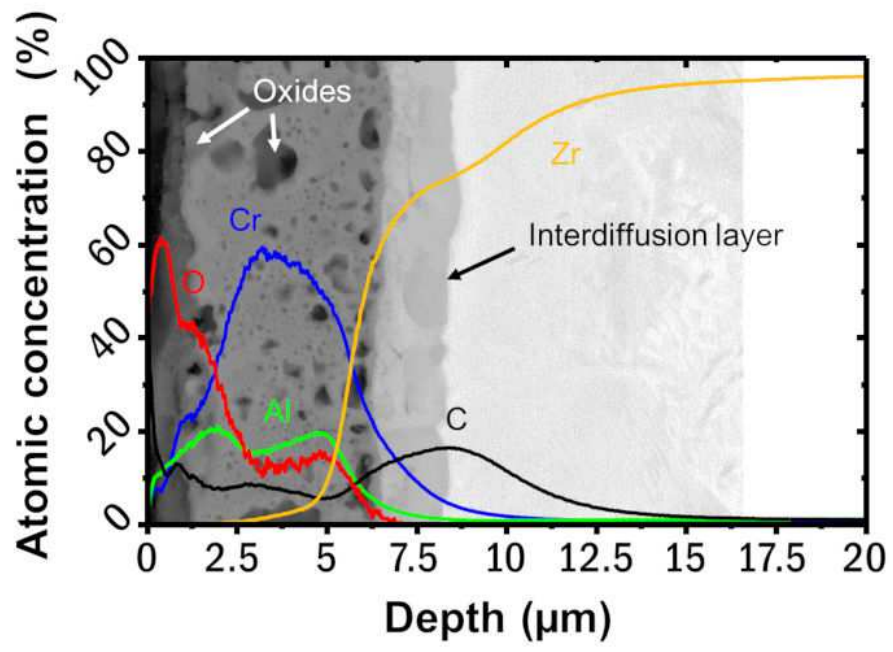 Atomic concentration (%)
100
80
60
40
20
0
Oxides
Cr
O
Al
Zr
Interdiffusion layer
C
0 2.5 5 7.5 10 12.5 15 17.5 20
Depth (µm)